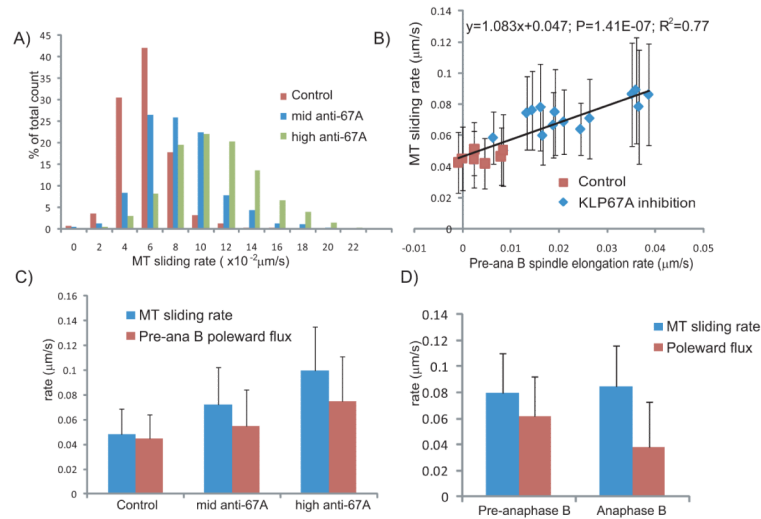 A)
45
40
35
30
25
20
15
10
5
0
% of total count
Control
mid anti-67A
high anti-67A
0 2 4 6 8 10 12 14 16 18 20 22
MT sliding rate ( x10⁻²μm/s)
B)
y=1.083x+0.047; P=1.41E-07; R²=0.77
0.14
0.12
0.1
0.08
0.06
0.04
0.02
0
MT sliding rate (μm/s)
Control
KLP67A inhibition
-0.01 0 0.01 0.02 0.03 0.04 0.05
Pre-ana B spindle elongation rate (μm/s)
C)
0.16
0.14
0.12
0.1
0.08
0.06
0.04
0.02
0
rate (μm/s)
MT sliding rate
Pre-ana B poleward flux
Control mid anti-67A high anti-67A
D)
0.16
0.14
0.12
0.1
0.08
0.06
0.04
0.02
0
rate (μm/s)
MT sliding rate
Poleward flux
Pre-anaphase B Anaphase B